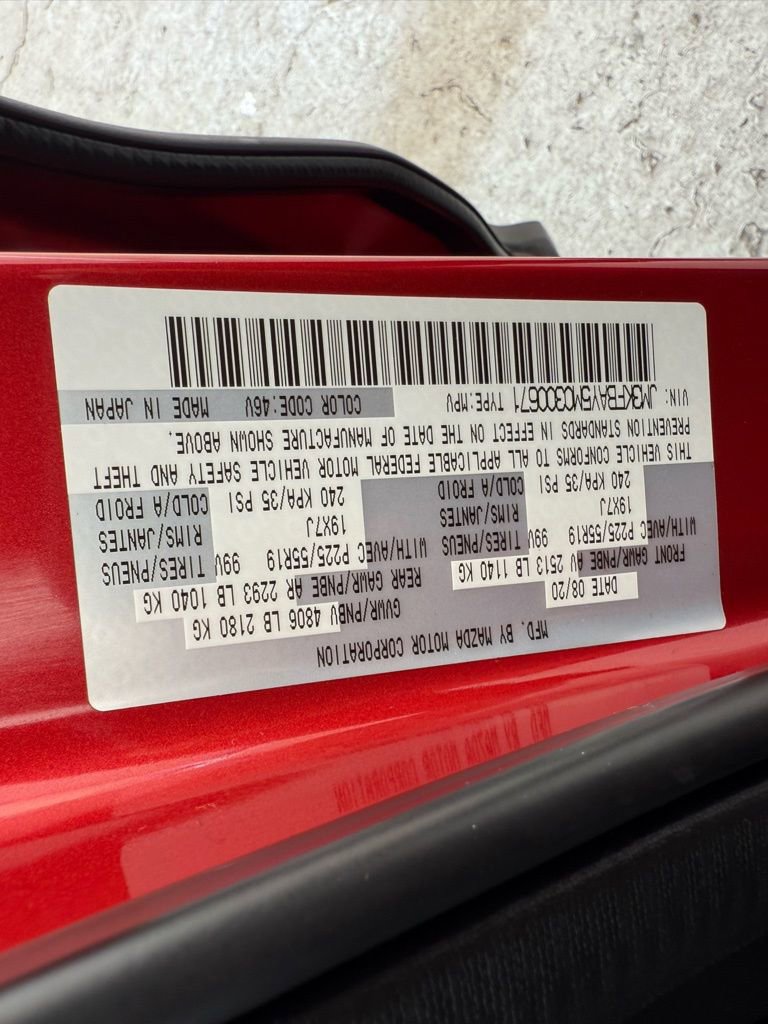 MFD. BY MAZDA MOTOR CORPORATION
DATE 08/20 GVWR/PNBV 4806 LB 2180 KG
FRONT GAWR/PNBE AV 2513 LB 1140 KG REAR GAWR/PNBE AR 2293 LB 1040 KG
WITH/AVEC P225/55R19 99V TIRES/PNEUS WITH/AVEC P225/55R19 99V TIRES/PNEUS
19X7J RIMS/JANTES 19X7J RIMS/JANTES
240 KPA/35 PSI COLD/A FROID 240 KPA/35 PSI COLD/A FROID
THIS VEHICLE CONFORMS TO ALL APPLICABLE FEDERAL MOTOR VEHICLE SAFETY AND THEFT
PREVENTION STANDARDS IN EFFECT ON THE DATE OF MANUFACTURE SHOWN ABOVE.
VIN: JM3KFBAY5M0300671 TYPE:MPV COLOR CODE:46V MADE IN JAPAN